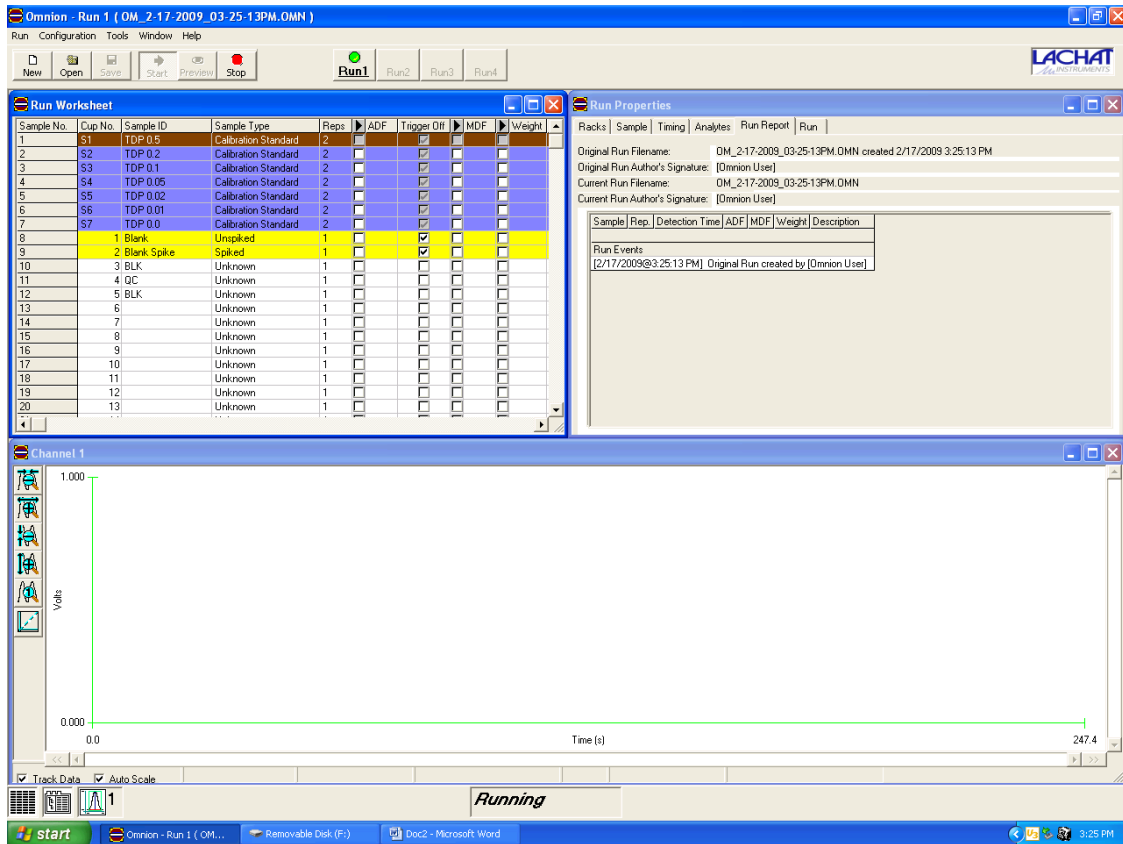 Omnion - Run 1 ( OM_2-17-2009_03-25-13PM.OMN )
Run Configuration Tools Window Help
New Open Save Start Preview Stop Run1 Run2 Run3 Run4
LACHAT
INSTRUMENTS
Run Worksheet
Sample No. Cup No. Sample ID Sample Type Reps ADF Trigger Off MDF Weight
1 S1 TDP 0.5 Calibration Standard 2
2 S2 TDP 0.2 Calibration Standard 2
3 S3 TDP 0.1 Calibration Standard 2
4 S4 TDP 0.05 Calibration Standard 2
5 S5 TDP 0.02 Calibration Standard 2
6 S6 TDP 0.01 Calibration Standard 2
7 S7 TDP 0.0 Calibration Standard 2
8 1 Blank Unspiked 1
9 2 Blank Spike Spiked 1
10 3 BLK Unknown 1
11 4 QC Unknown 1
12 5 BLK Unknown 1
13 6 Unknown 1
14 7 Unknown 1
15 8 Unknown 1
16 9 Unknown 1
17 10 Unknown 1
18 11 Unknown 1
19 12 Unknown 1
20 13 Unknown 1
Run Properties
Racks Sample Timing Analytes Run Report Run
Original Run Filename: OM_2-17-2009_03-25-13PM.OMN created 2/17/2009 3:25:13 PM
Original Run Author's Signature: [Omnion User]
Current Run Filename: OM_2-17-2009_03-25-13PM.OMN
Current Run Author's Signature: [Omnion User]
Sample Rep. Detection Time ADF MDF Weight Description
Run Events
[2/17/2009@3:25:13 PM] Original Run created by [Omnion User]
Channel 1
1.000
Volts
0.000
0.0 Time (s) 247.4
Track Data Auto Scale
1 Running
start Omnion - Run 1 ( OM... Removable Disk (F:) Doc2 - Microsoft Word 3:25 PM